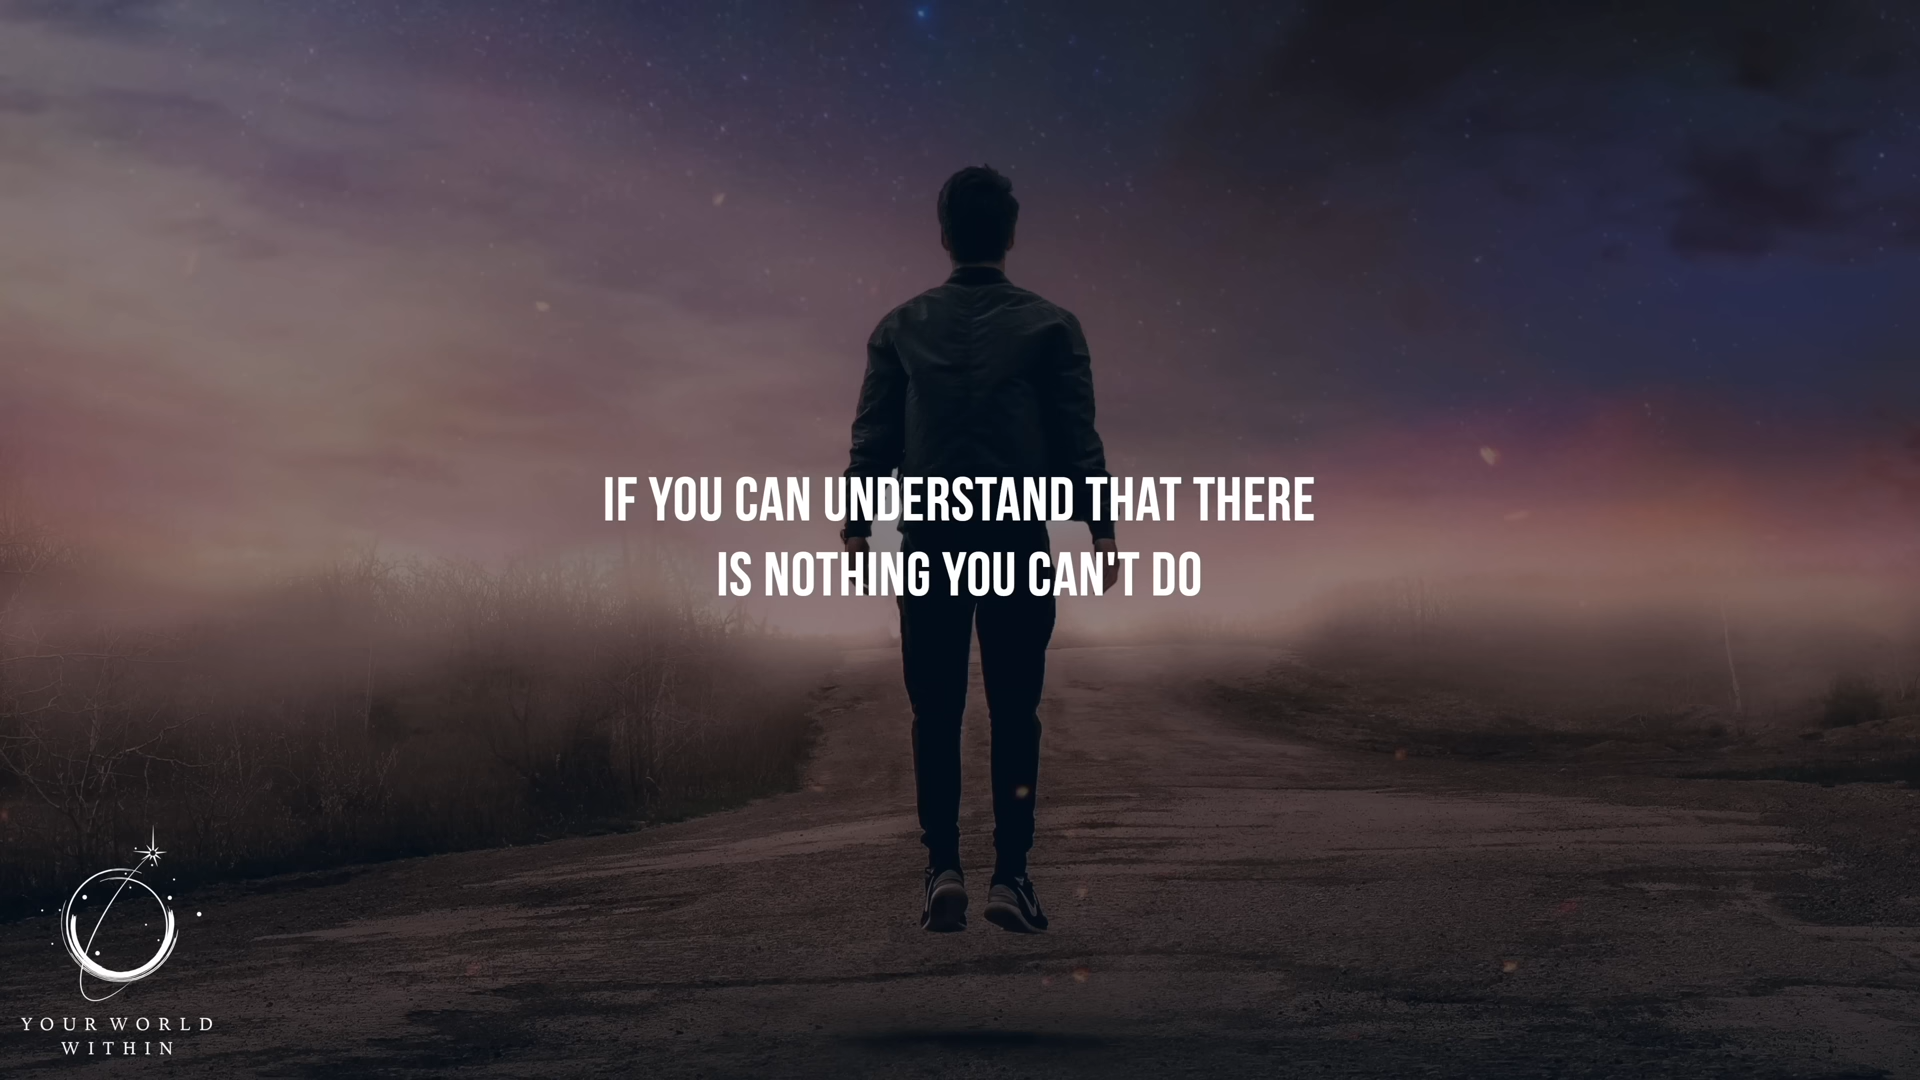 IF YOU CAN UNDERSTAND THAT THERE
IS NOTHING YOU CAN'T DO
YOUR WORLD
WITHIN